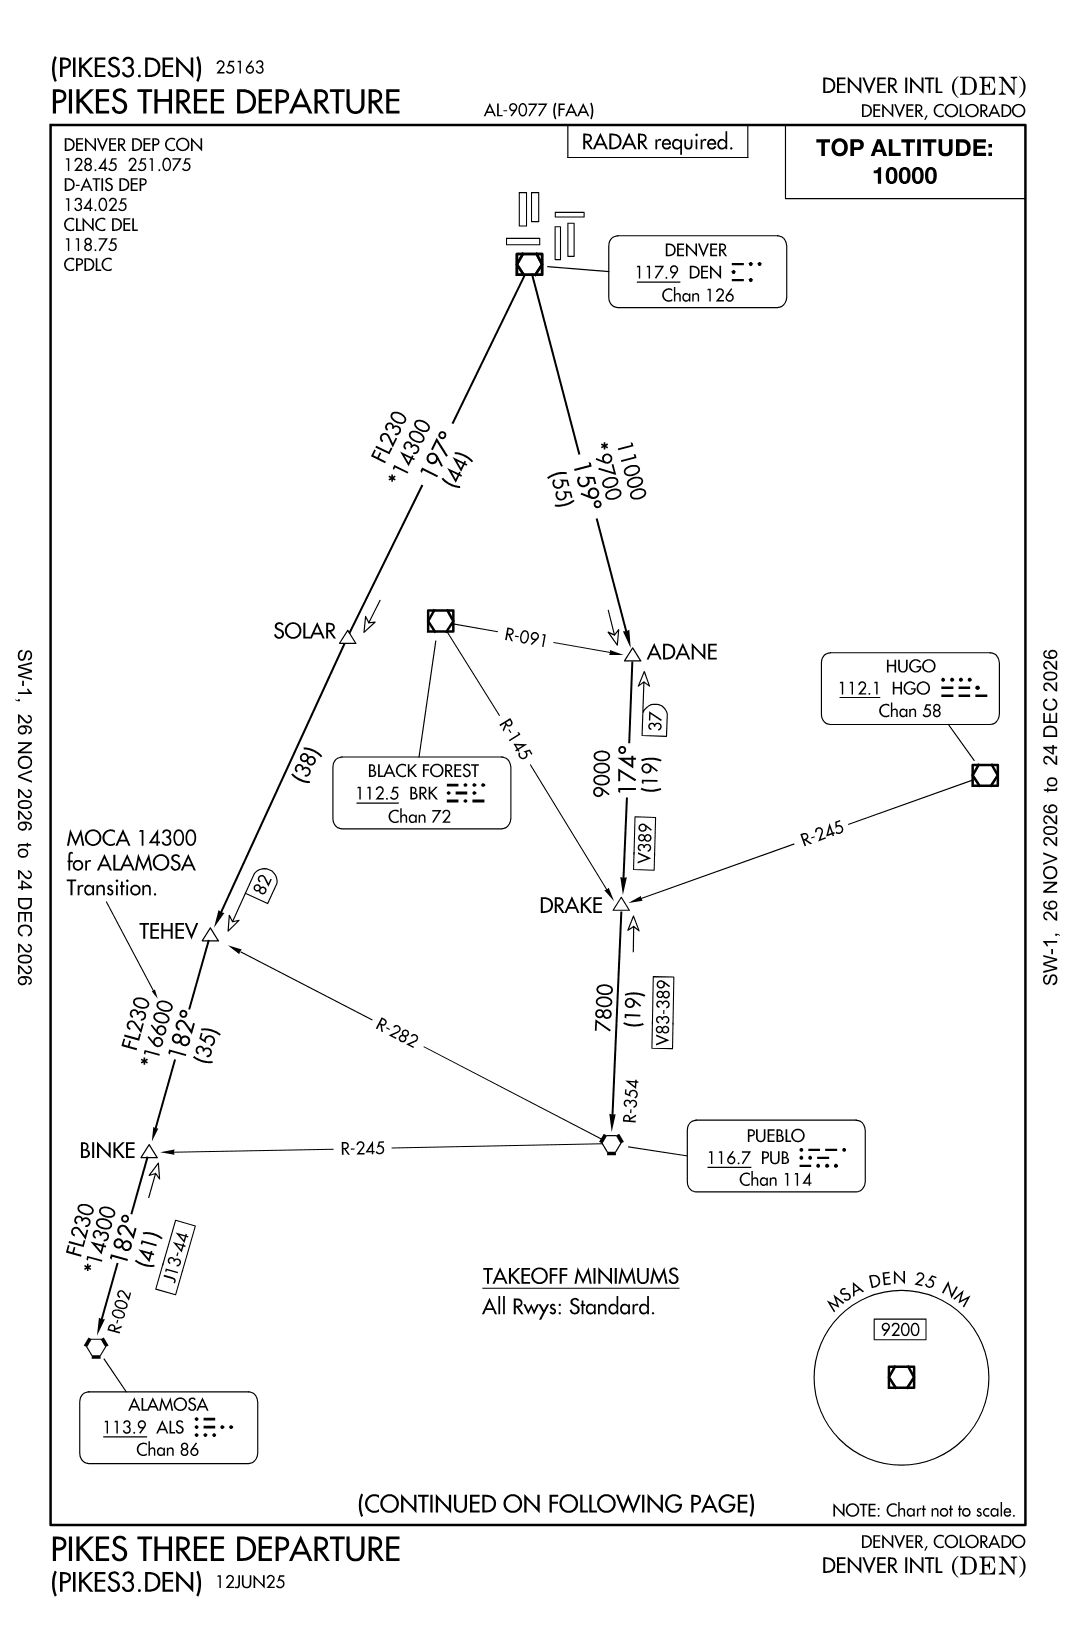 (PIKES3.DEN) 25163
PIKES THREE DEPARTURE
AL-9077 (FAA)
DENVER INTL (DEN)
DENVER, COLORADO
DENVER DEP CON
128.45 251.075
D-ATIS DEP
134.025
CLNC DEL
118.75
CPDLC
RADAR required.
TOP ALTITUDE:
10000
DENVER
117.9 DEN
Chan 126
FL230
*14300
197°
(44)
11000
*9700
159°
(55)
SOLAR
R-091
ADANE
HUGO
112.1 HGO
Chan 58
37
R-145
(38)
9000
174°
(19)
BLACK FOREST
112.5 BRK
Chan 72
V389
R-245
MOCA 14300
for ALAMOSA
Transition.
82
DRAKE
TEHEV
FL230
*16600
182°
(35)
R-282
7800
(19)
V83-389
R-354
BINKE
R-245
PUEBLO
116.7 PUB
Chan 114
FL230
*14300
182°
(41)
J13-44
R-002
TAKEOFF MINIMUMS
All Rwys: Standard.
MSA DEN 25 NM
9200
ALAMOSA
113.9 ALS
Chan 86
(CONTINUED ON FOLLOWING PAGE)
NOTE: Chart not to scale.
PIKES THREE DEPARTURE
(PIKES3.DEN) 12JUN25
DENVER, COLORADO
DENVER INTL (DEN)
SW-1, 26 NOV 2026 to 24 DEC 2026
SW-1, 26 NOV 2026 to 24 DEC 2026